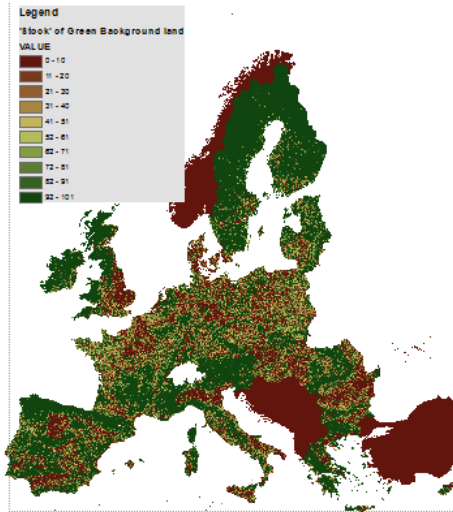 Legend
'Stock' of Green Background land
VALUE
0 - 10
11 - 20
21 - 30
31 - 40
41 - 51
52 - 61
62 - 71
72 - 81
82 - 91
92 - 101